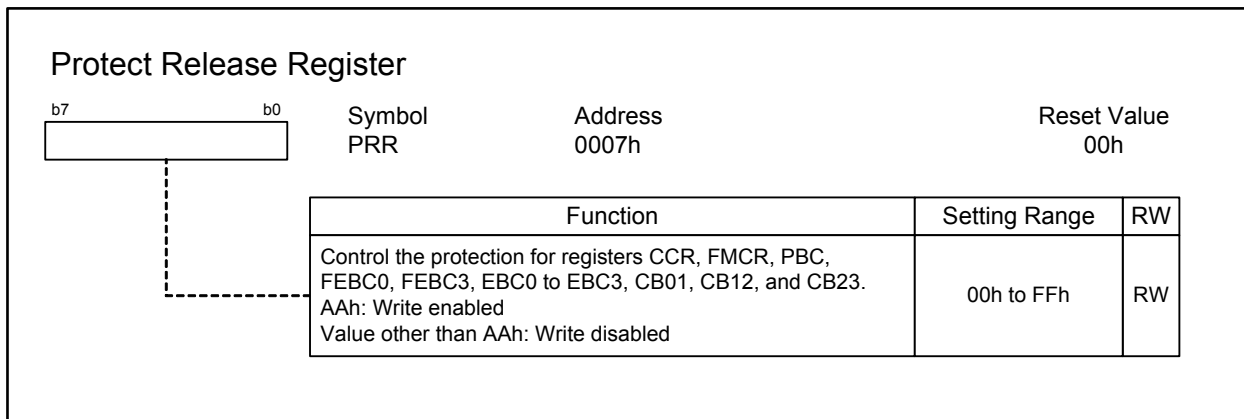 Protect Release Register
b7 b0
Symbol Address Reset Value
PRR 0007h 00h
Function Setting Range RW
Control the protection for registers CCR, FMCR, PBC,
FEBC0, FEBC3, EBC0 to EBC3, CB01, CB12, and CB23.
AAh: Write enabled
Value other than AAh: Write disabled
00h to FFh RW